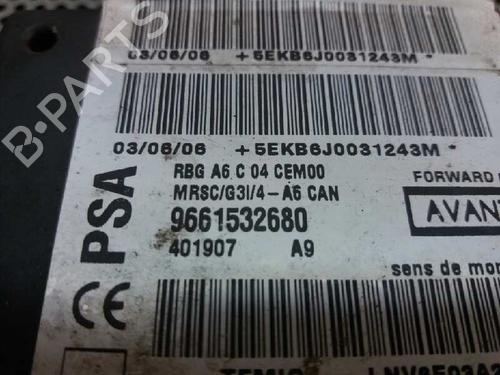 03/06/06 +5EKB6J0031243M*
03/06/06 +5EKB6J0031243M*
RBG A6 C 04 CEM00
MRSC/G3I/4-A6 CAN
9661532680
401907 A9
PSA
CE
FORWARD
AVANT
sens de mon